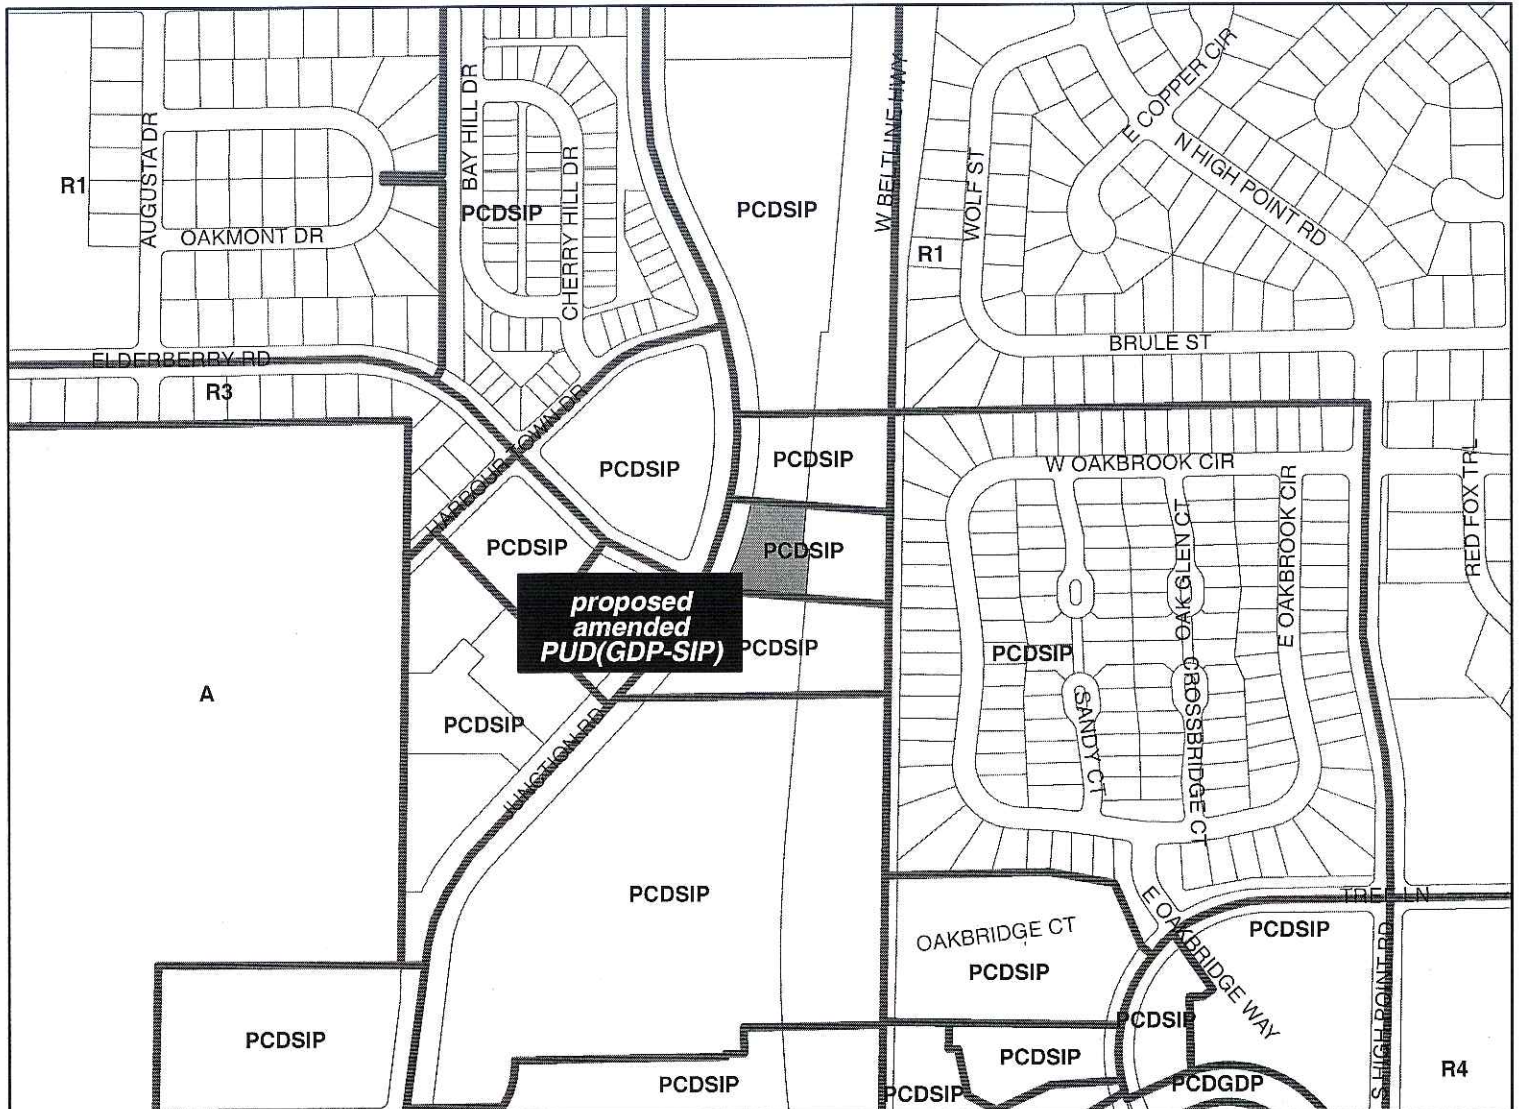 W BELTLINE HWY
E COPPER CIR
BAY HILL DR
AUGUSTA DR
N HIGH POINT RD
CHERRY HILL DR
WOLF ST
R1
PCDSIP
PCDSIP
OAKMONT DR
R1
BRULE ST
ELDERBERRY RD
R3
HARBOUR TOWN DR
PCDSIP
PCDSIP
W OAKBROOK CIR
RED FOX TRL
OAK GLEN CT
E OAKBROOK CIR
PCDSIP
PCDSIP
proposed
amended
PUD(GDP-SIP)
PCDSIP
PCDSIP
A
PCDSIP
SANDY CT
CROSSBRIDGE CT
JUNCTION RD
PCDSIP
TREE LN
E OAKBRIDGE WAY
PCDSIP
OAKBRIDGE CT
PCDSIP
S HIGH POINT RD
PCDSIP
PCDSIP
PCDSIP
R4
PCDSIP
PCDSIP
PCDGDP